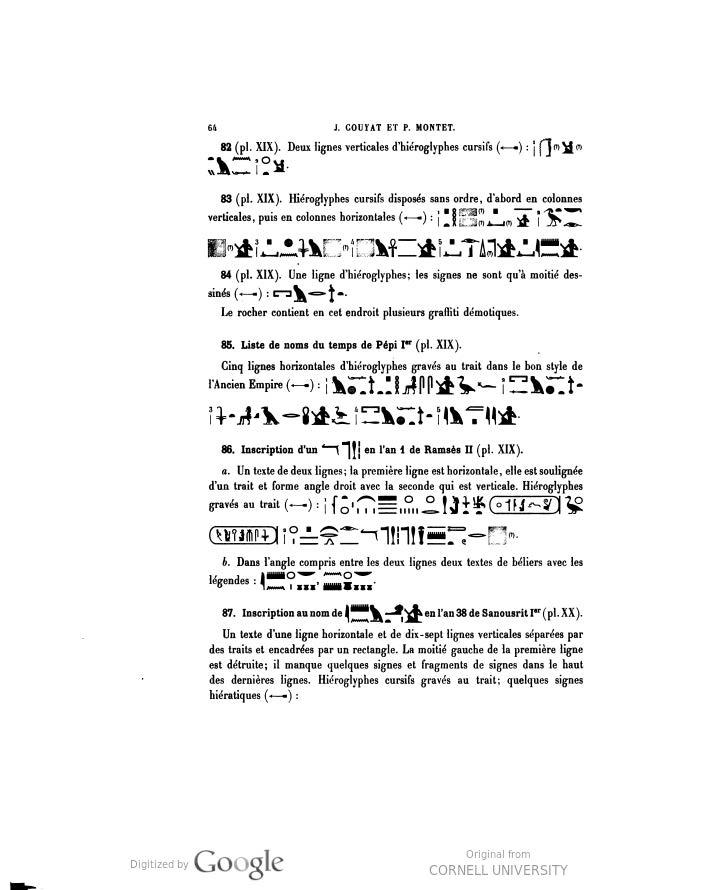 64
J. GOUYAT ET P. MONTET.
82 (pl. XIX). Deux lignes verticales d'hiéroglyphes cursifs (←) :
83 (pl. XIX). Hiéroglyphes cursifs disposés sans ordre, d'abord en colonnes
verticales, puis en colonnes horizontales (←) :
84 (pl. XIX). Une ligne d'hiéroglyphes; les signes ne sont qu'à moitié des-
sinés (←) :
Le rocher contient en cet endroit plusieurs graffiti démotiques.
85. Liste de noms du temps de Pépi Ier (pl. XIX).
Cinq lignes horizontales d'hiéroglyphes gravés au trait dans le bon style de
l'Ancien Empire (←) :
86. Inscription d'un en l'an 1 de Ramsès II (pl. XIX).
a. Un texte de deux lignes; la première ligne est horizontale, elle est soulignée
d'un trait et forme angle droit avec la seconde qui est verticale. Hiéroglyphes
gravés au trait (←) :
b. Dans l'angle compris entre les deux lignes deux textes de béliers avec les
légendes :
87. Inscription au nom de en l'an 38 de Sanousrit Ier (pl. XX).
Un texte d'une ligne horizontale et de dix-sept lignes verticales séparées par
des traits et encadrées par un rectangle. La moitié gauche de la première ligne
est détruite; il manque quelques signes et fragments de signes dans le haut
des dernières lignes. Hiéroglyphes cursifs gravés au trait; quelques signes
hiératiques (←) :
Digitized by Google
Original from
CORNELL UNIVERSITY